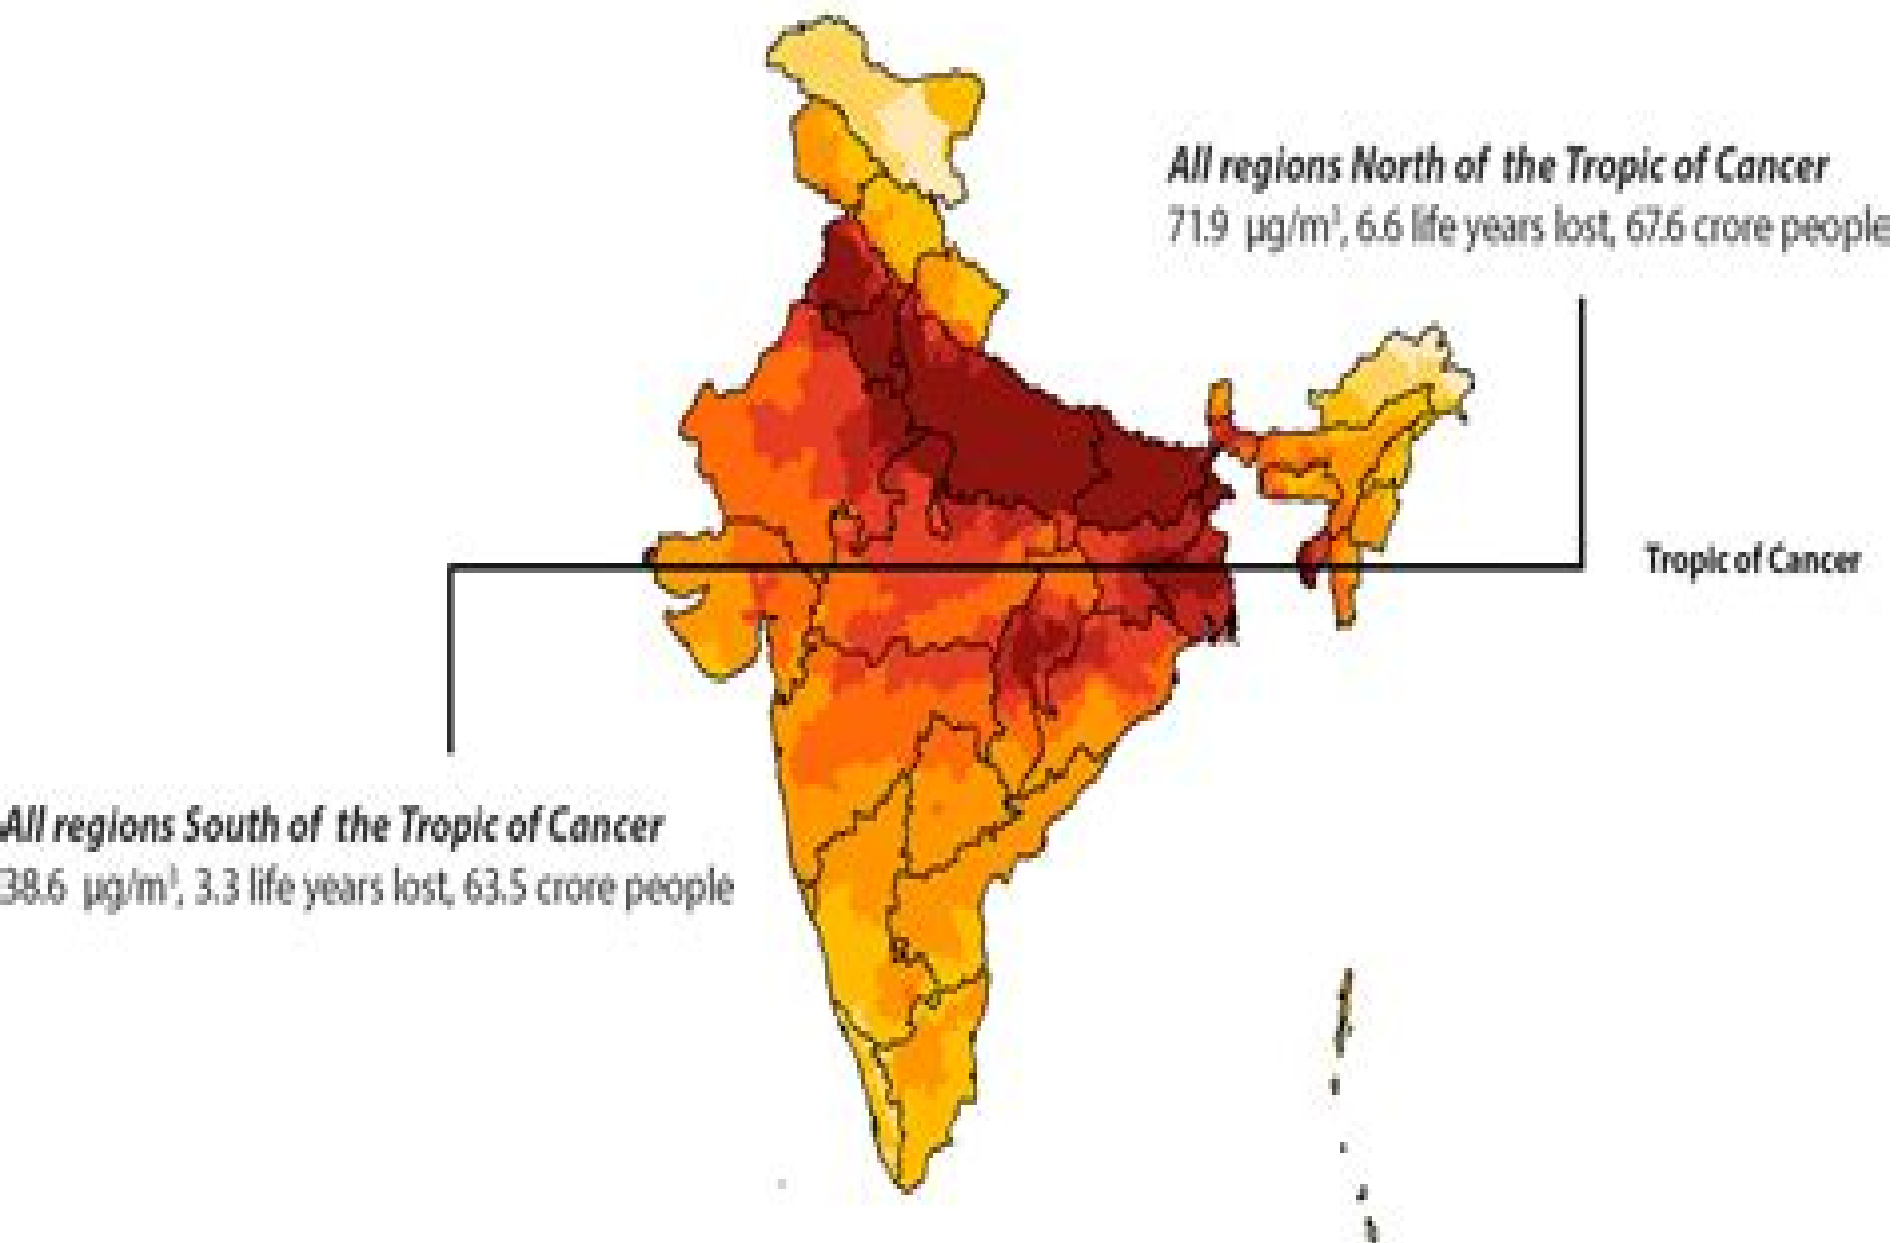 All regions North of the Tropic of Cancer
71.9 µg/m³, 6.6 life years lost, 67.6 crore people
Tropic of Cancer
All regions South of the Tropic of Cancer
38.6 µg/m³, 3.3 life years lost, 63.5 crore people